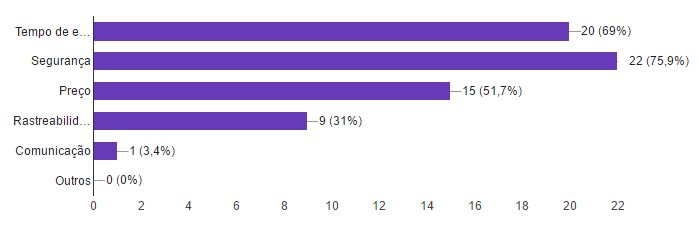 Tempo de e... 20 (69%)
Segurança 22 (75,9%)
Preço 15 (51,7%)
Rastreabilid... 9 (31%)
Comunicação 1 (3,4%)
Outros 0 (0%)
0 2 4 6 8 10 12 14 16 18 20 22